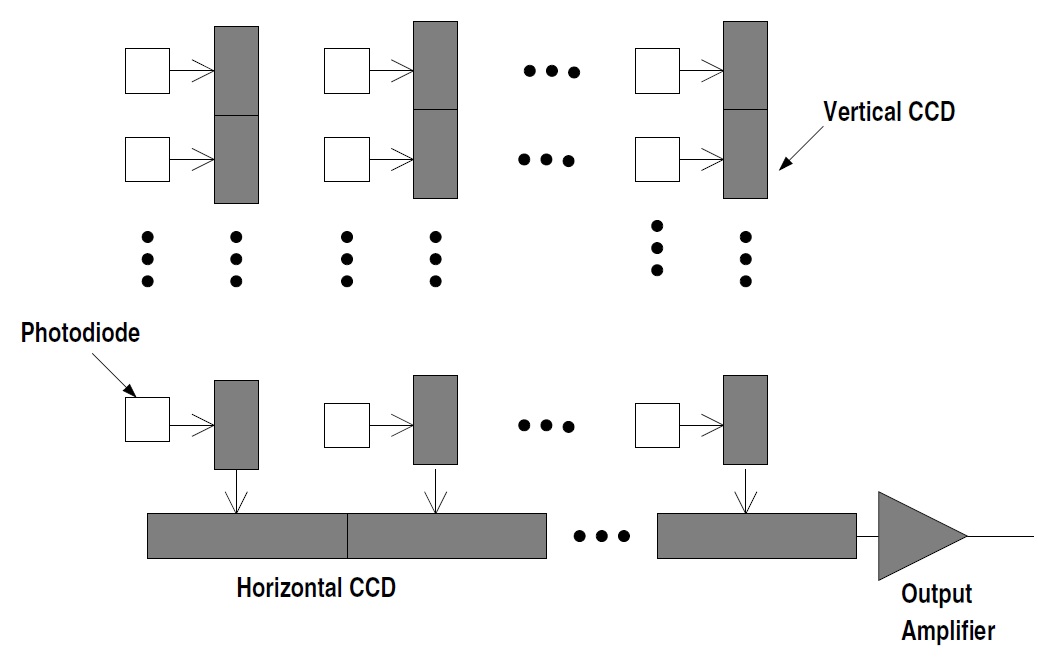 Vertical CCD
Photodiode
Horizontal CCD
Output
Amplifier